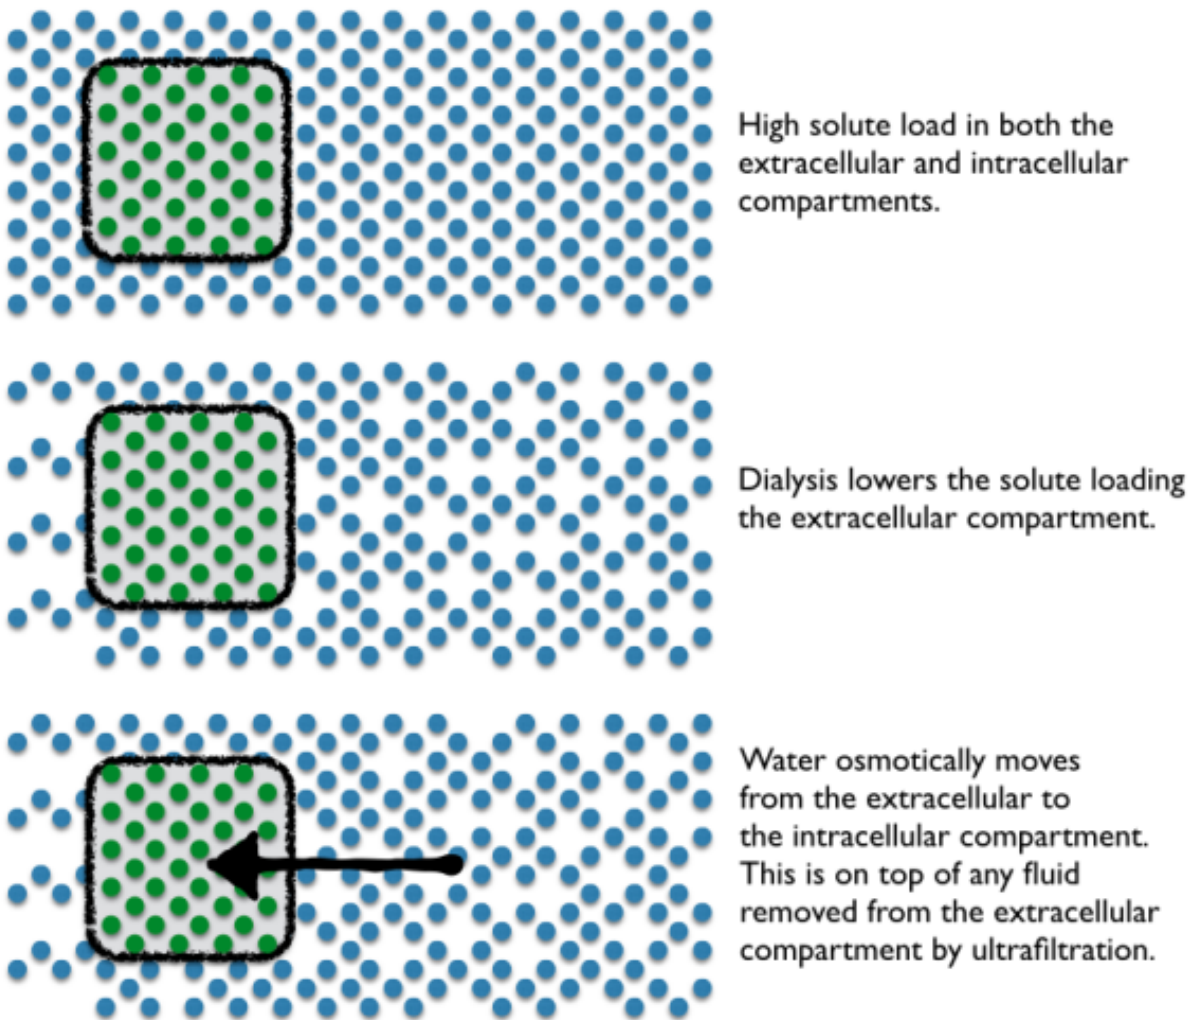 High solute load in both the
extracellular and intracellular
compartments.
Dialysis lowers the solute loading
the extracellular compartment.
Water osmotically moves
from the extracellular to
the intracellular compartment.
This is on top of any fluid
removed from the extracellular
compartment by ultrafiltration.